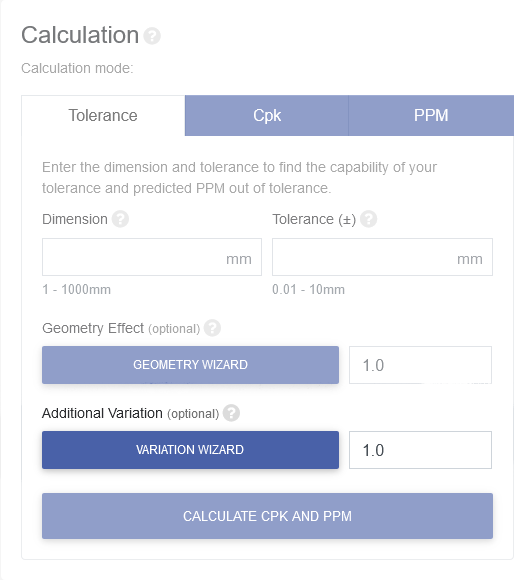 Calculation ?
Calculation mode:
Tolerance Cpk PPM
Enter the dimension and tolerance to find the capability of your
tolerance and predicted PPM out of tolerance.
Dimension ? Tolerance (±) ?
mm mm
1 - 1000mm 0.01 - 10mm
Geometry Effect (optional) ?
GEOMETRY WIZARD 1.0
Additional Variation (optional) ?
VARIATION WIZARD 1.0
CALCULATE CPK AND PPM